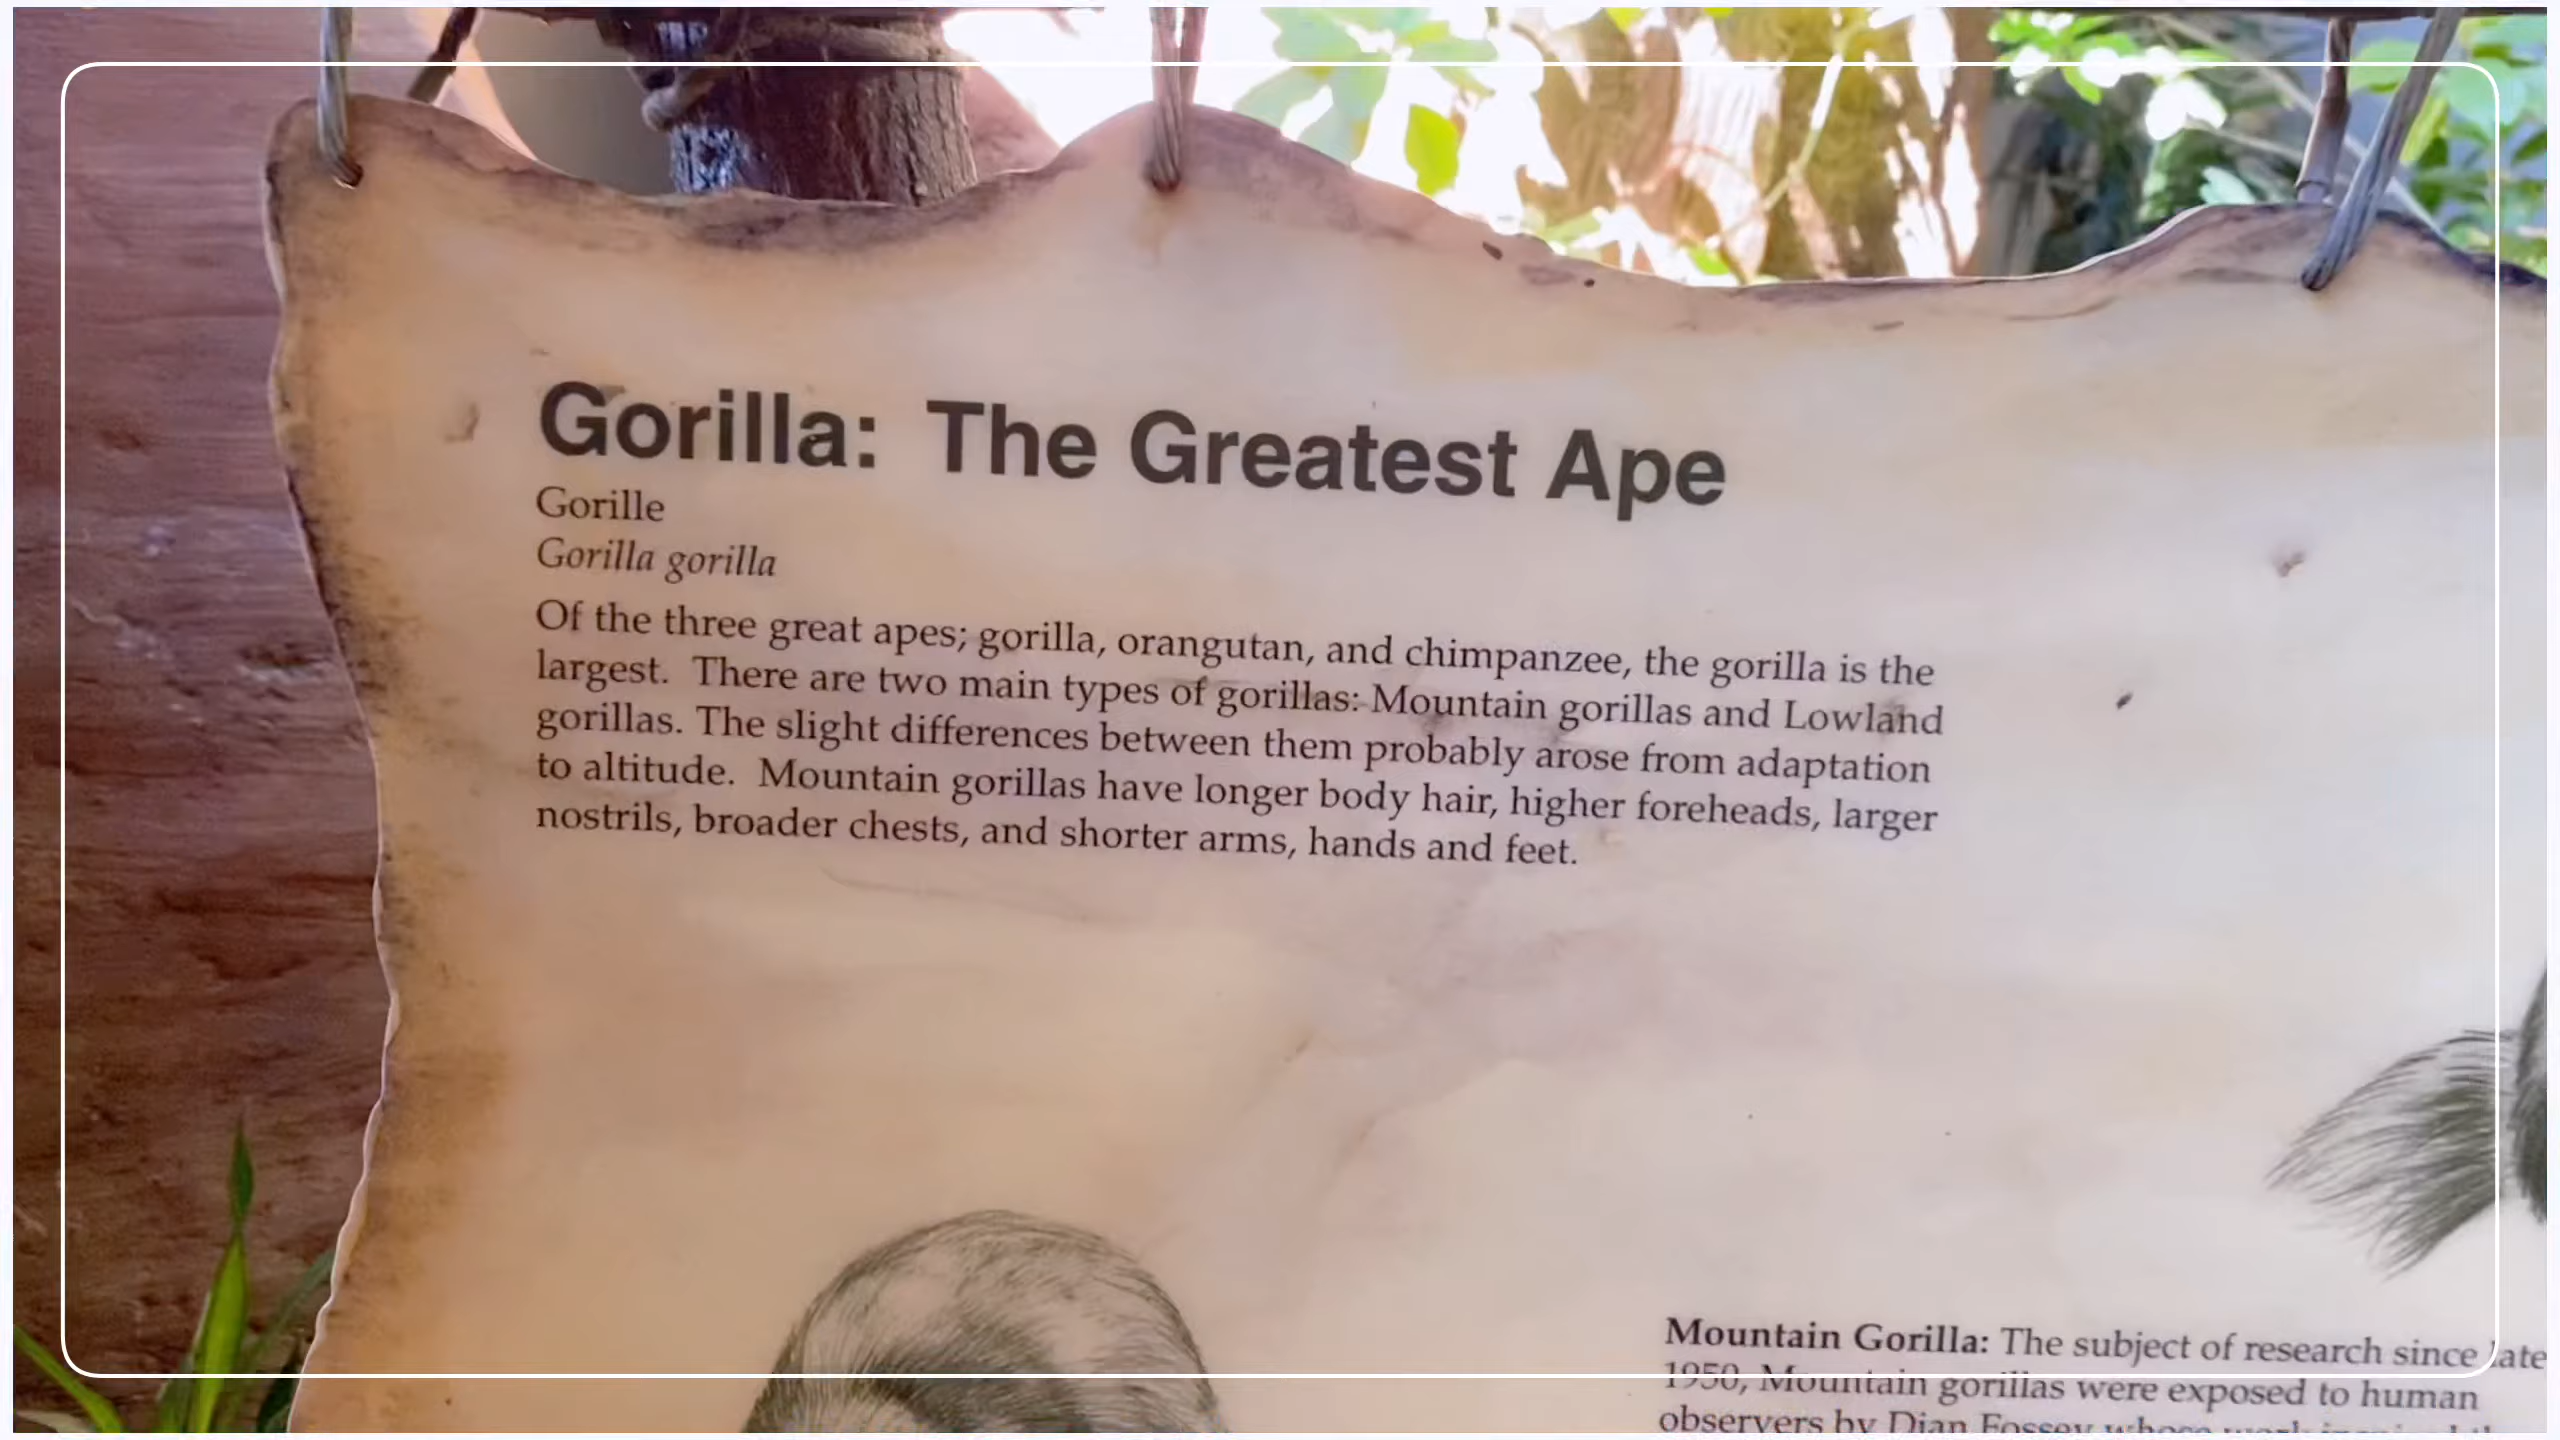 Gorilla: The Greatest Ape
Gorille
Gorilla gorilla
Of the three great apes; gorilla, orangutan, and chimpanzee, the gorilla is the
largest. There are two main types of gorillas: Mountain gorillas and Lowland
gorillas. The slight differences between them probably arose from adaptation
to altitude. Mountain gorillas have longer body hair, higher foreheads, larger
nostrils, broader chests, and shorter arms, hands and feet.
Mountain Gorilla: The subject of research since late
1950, Mountain gorillas were exposed to human
observers by Dian Fossey whose work